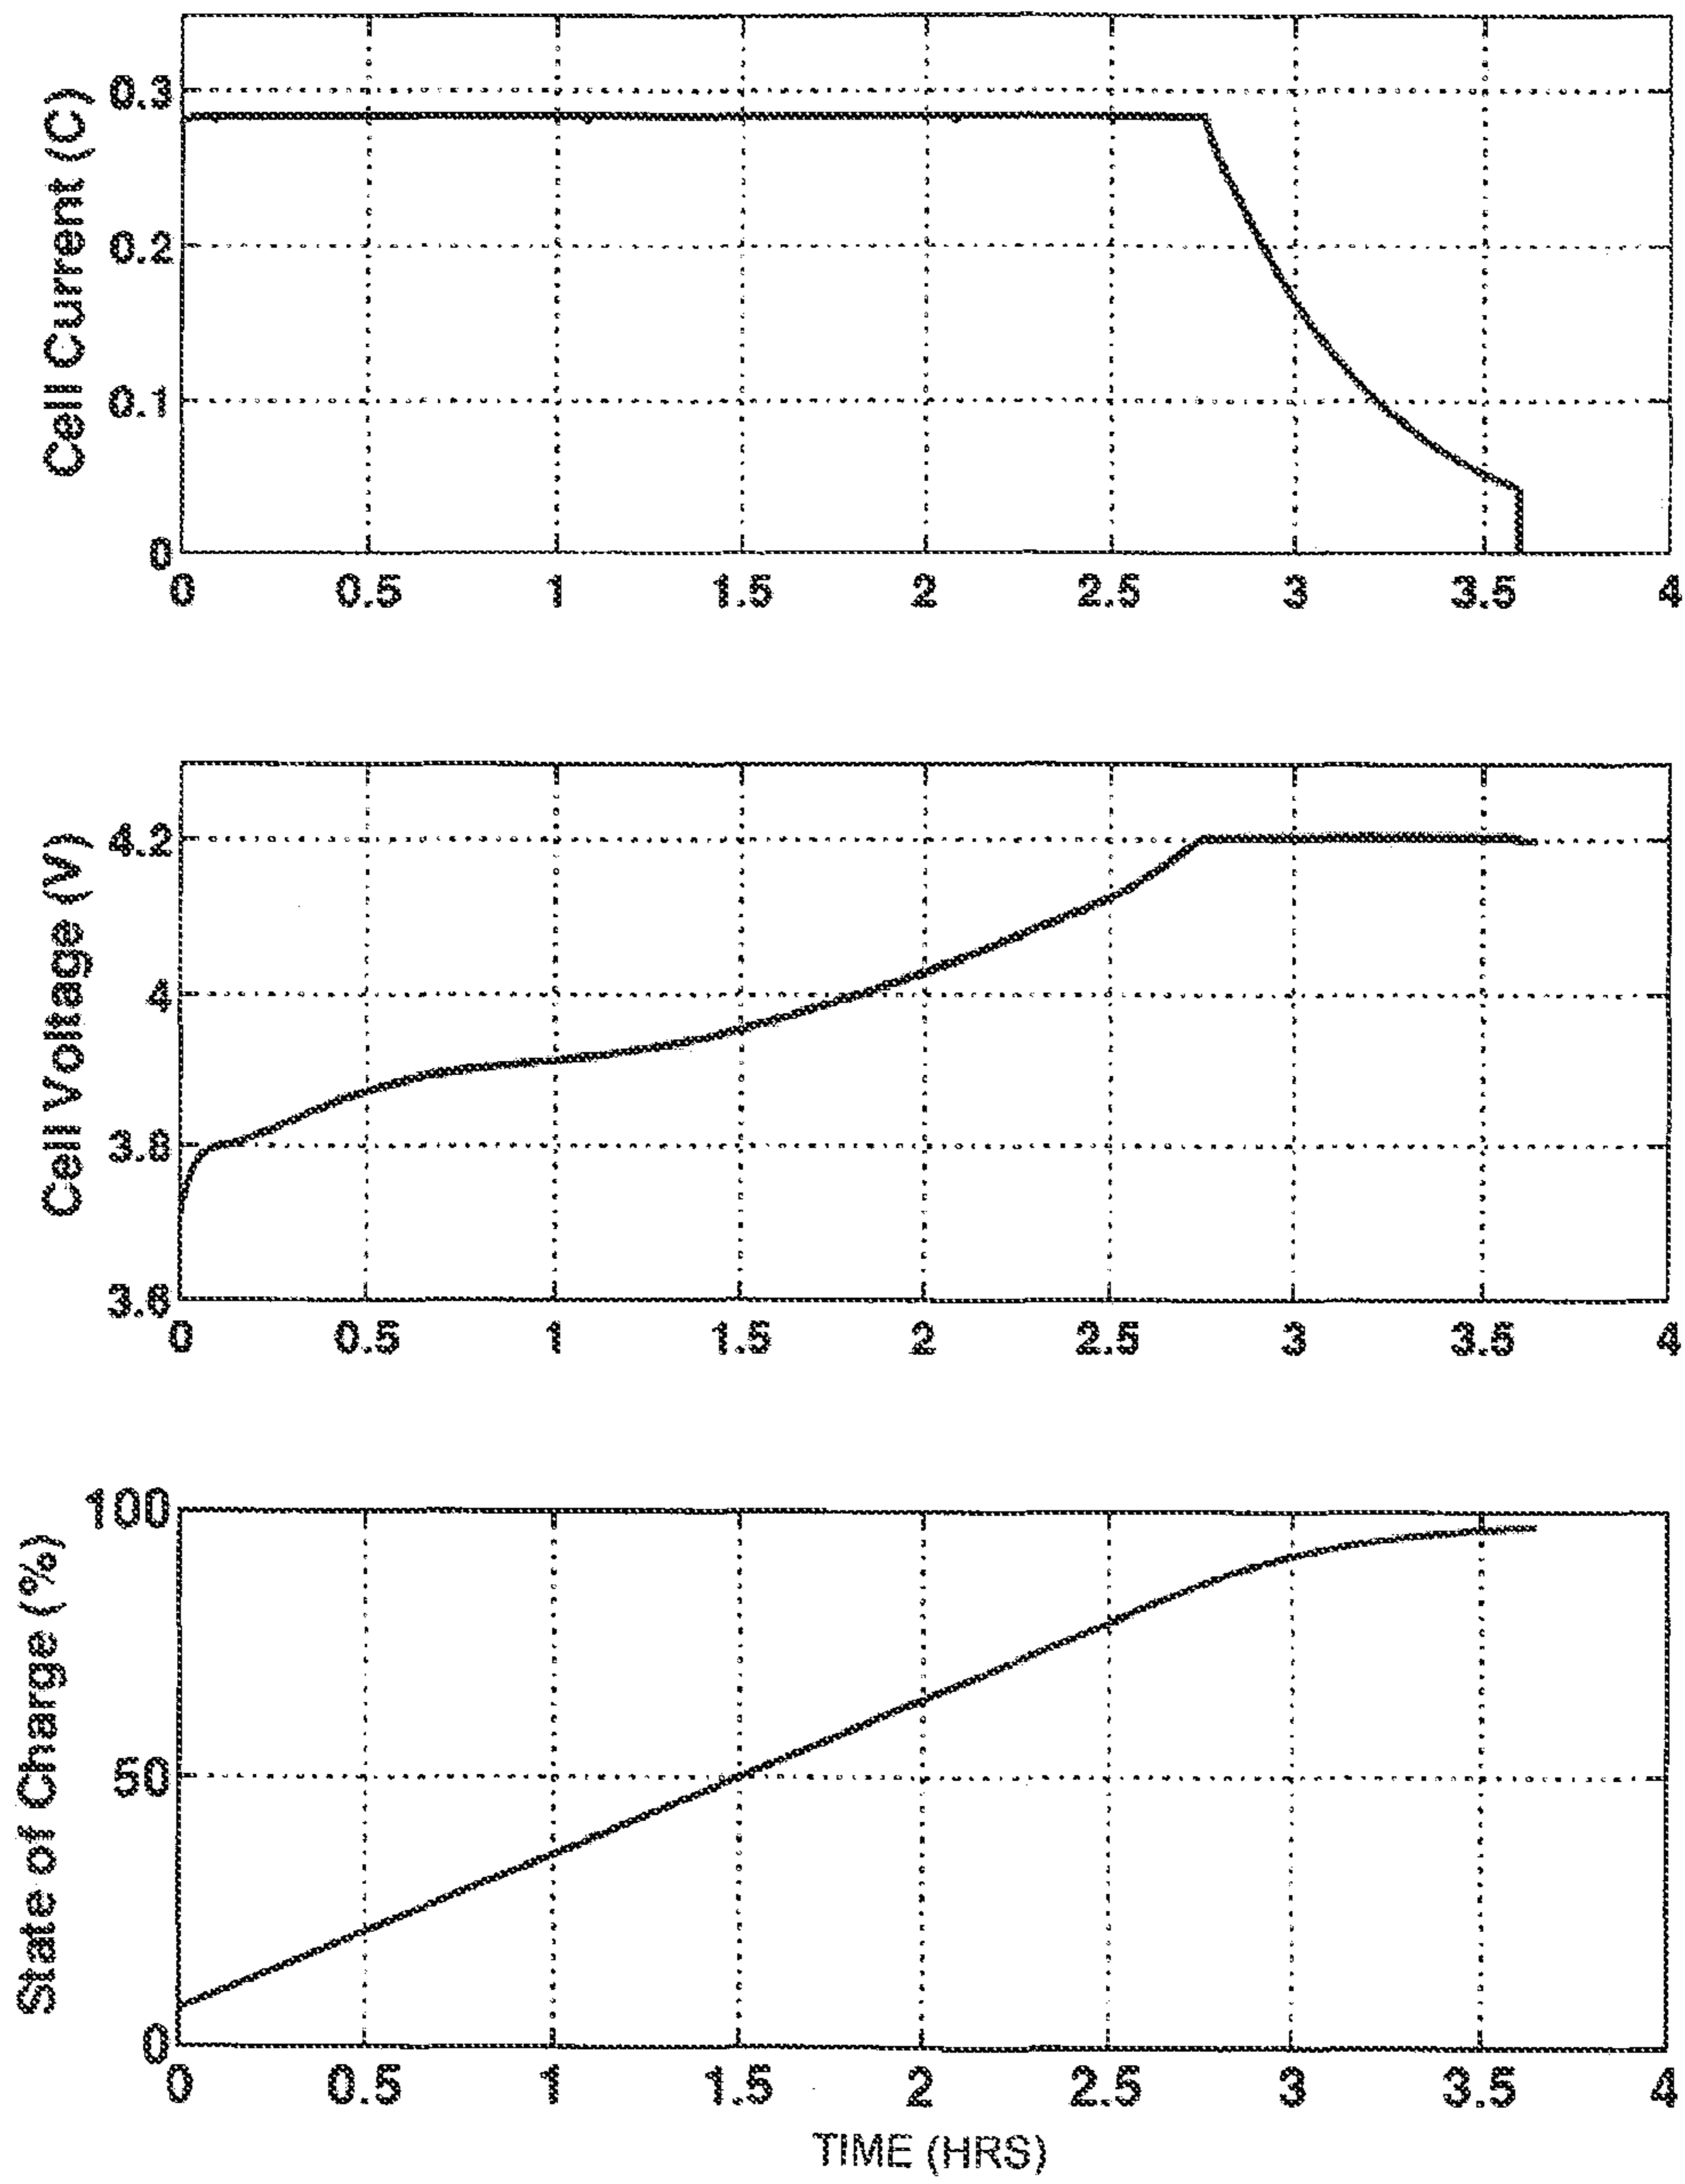 Cell Current (C)
0.3
0.2
0.1
0
0 0.5 1 1.5 2 2.5 3 3.5 4
Cell Voltage (V)
4.2
4
3.8
3.6
0 0.5 1 1.5 2 2.5 3 3.5 4
State of Charge (%)
100
50
0
0 0.5 1 1.5 2 2.5 3 3.5 4
TIME (HRS)